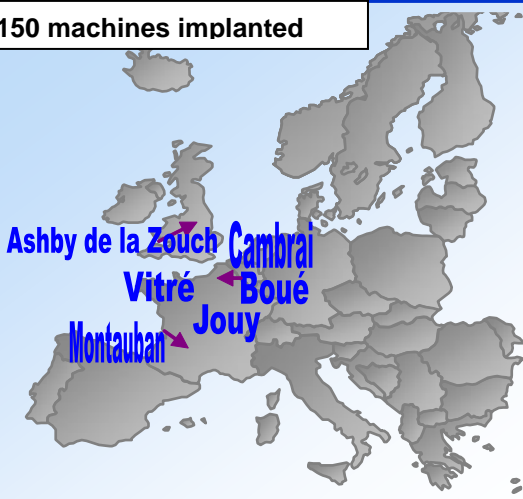 150 machines implanted
Ashby de la Zouch
Cambrai
Vitré
Boué
Jouy
Montauban